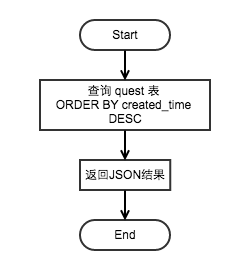 Start
查询 quest 表
ORDER BY created_time
DESC
返回JSON结果
End